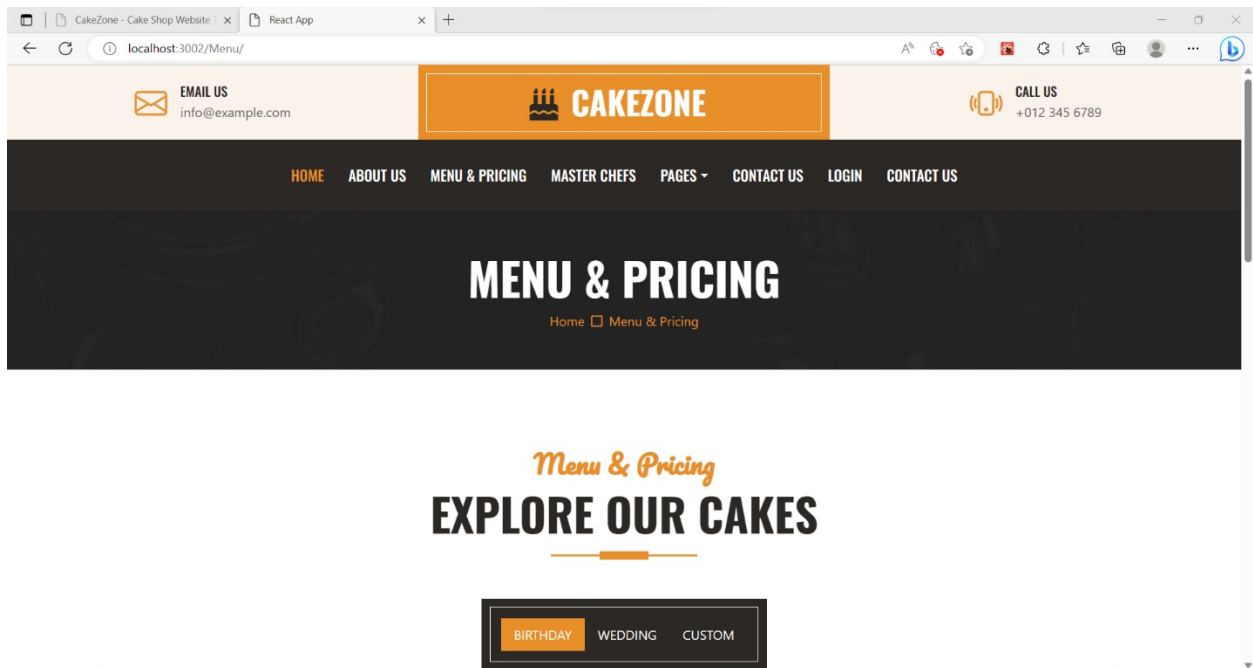 CakeZone - Cake Shop Website
React App
localhost:3002/Menu/
EMAIL US
info@example.com
CAKEZONE
CALL US
+012 345 6789
HOME ABOUT US MENU & PRICING MASTER CHEFS PAGES CONTACT US LOGIN CONTACT US
MENU & PRICING
Home Menu & Pricing
Menu & Pricing
EXPLORE OUR CAKES
BIRTHDAY WEDDING CUSTOM